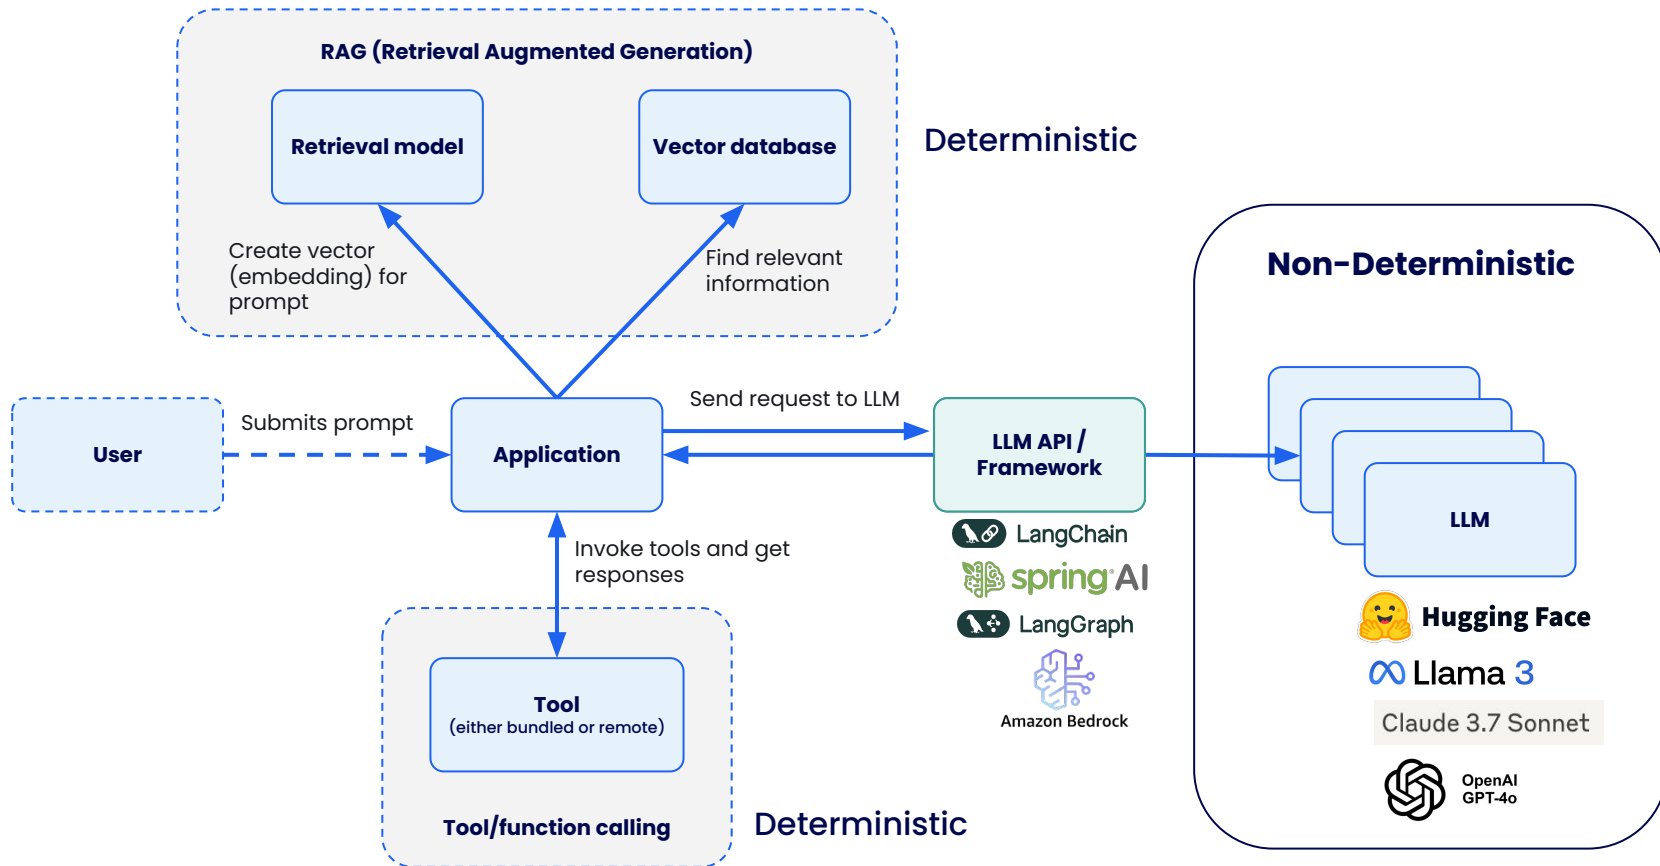 RAG (Retrieval Augmented Generation)
Retrieval model
Vector database
Deterministic
Create vector
(embedding) for
prompt
Find relevant
information
Non-Deterministic
User
Submits prompt
Application
Send request to LLM
LLM API /
Framework
LLM
LangChain
spring AI
LangGraph
Amazon Bedrock
Invoke tools and get
responses
Tool
(either bundled or remote)
Tool/function calling
Deterministic
Hugging Face
Llama 3
Claude 3.7 Sonnet
OpenAI
GPT-4o